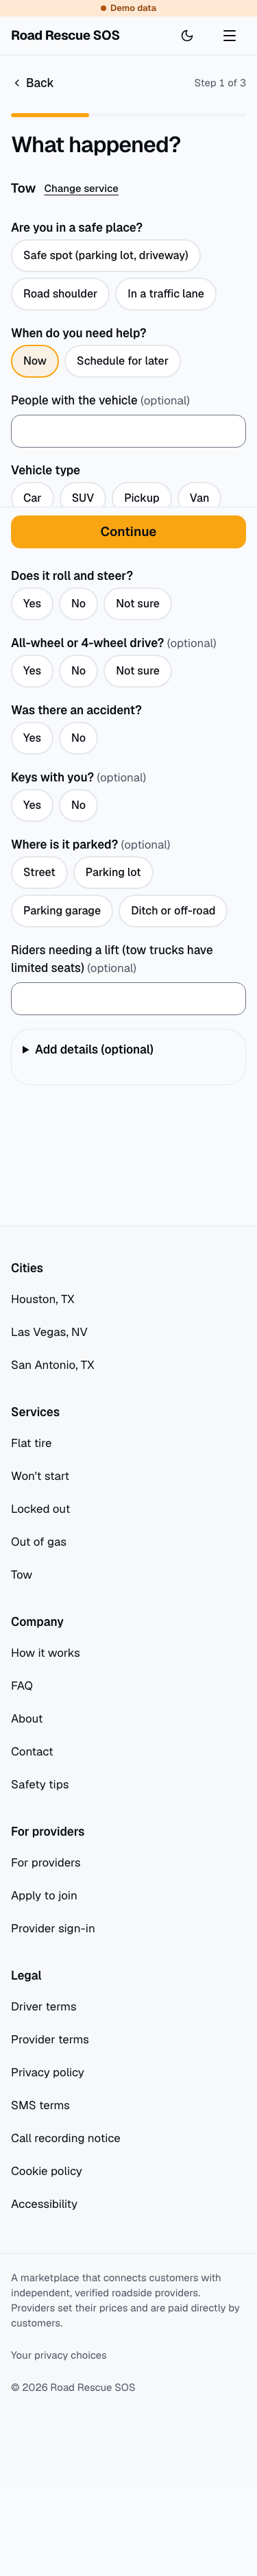 Demo data
Road Rescue SOS
Back
Step 1 of 3
What happened?
Tow Change service
Are you in a safe place?
Safe spot (parking lot, driveway)
Road shoulder
In a traffic lane
When do you need help?
Now
Schedule for later
People with the vehicle (optional)
Vehicle type
Car
SUV
Pickup
Van
Continue
Does it roll and steer?
Yes
No
Not sure
All-wheel or 4-wheel drive? (optional)
Yes
No
Not sure
Was there an accident?
Yes
No
Keys with you? (optional)
Yes
No
Where is it parked? (optional)
Street
Parking lot
Parking garage
Ditch or off-road
Riders needing a lift (tow trucks have
limited seats) (optional)
Add details (optional)
Cities
Houston, TX
Las Vegas, NV
San Antonio, TX
Services
Flat tire
Won't start
Locked out
Out of gas
Tow
Company
How it works
FAQ
About
Contact
Safety tips
For providers
For providers
Apply to join
Provider sign-in
Legal
Driver terms
Provider terms
Privacy policy
SMS terms
Call recording notice
Cookie policy
Accessibility
A marketplace that connects customers with
independent, verified roadside providers.
Providers set their prices and are paid directly by
customers.
Your privacy choices
© 2026 Road Rescue SOS